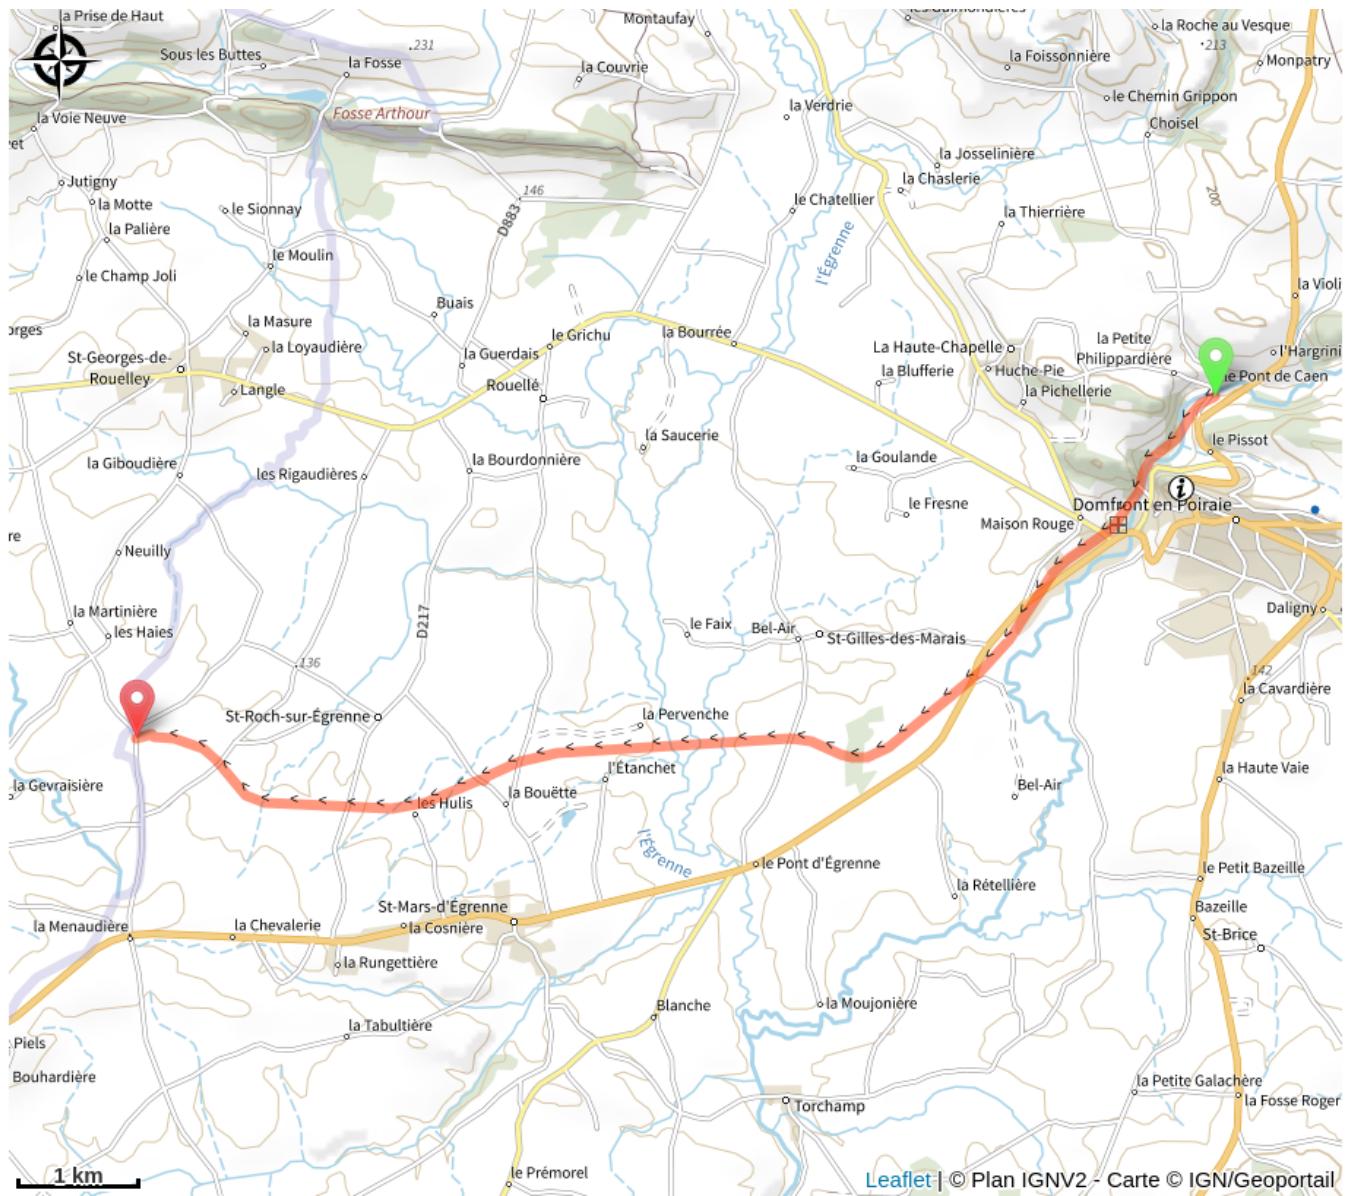 la Prise de Haut
Montaufay
les Guimondières
la Roche au Vesque
231
213
Sous les Buttes
la Fosse
la Couvrie
la Foissonnière
Monpatry
la Verdrie
le Chemin Grippon
Fosse Arthour
la Voie Neuve
Choisel
vet
la Josselinière
Jutigny
la Chaslerie
146
200
la Motte
le Sionnay
le Chatellier
la Thierrière
D883
la Palière
l'Égrenne
le Moulin
le Champ Joli
la Violi
Buais
orges
la Masure
le Grichu
la Bourrée
la Petite
Philippardière
la Loyaudière
La Haute-Chapelle
l'Hargrini
St-Georges-de-
Rouelley
la Guerdais
la Blufferie
Huche-Pie
le Pont de Caen
Rouellé
Langle
la Pichellerie
la Saucerie
le Pissot
la Giboudière
la Bourdonnière
la Goulande
les Rigaudières
le Fresne
Domfront en Poiraie
Maison Rouge
re
Neuilly
la Martinière
D217
Daligny
les Haies
le Faix
Bel-Air
St-Gilles-des-Marais
136
142
la Cavardière
St-Roch-sur-Égrenne
la Pervenche
l'Étanchet
la Haute Vaie
la Gevraisière
Bel-Air
la Bouëtte
les Hulis
l'Égrenne
le Pont d'Égrenne
le Petit Bazeille
la Rételliére
St-Mars-d'Égrenne
Bazeille
la Menaudière
la Chevalerie
la Cosnière
St-Brice
la Rungettière
Blanche
la Moujonière
la Tabultière
Piels
Bouhardière
la Petite Galachère
la Fosse Roger
Torchamp
le Prémorel
1 km
Leaflet | © Plan IGNV2 - Carte © IGN/Geoportail